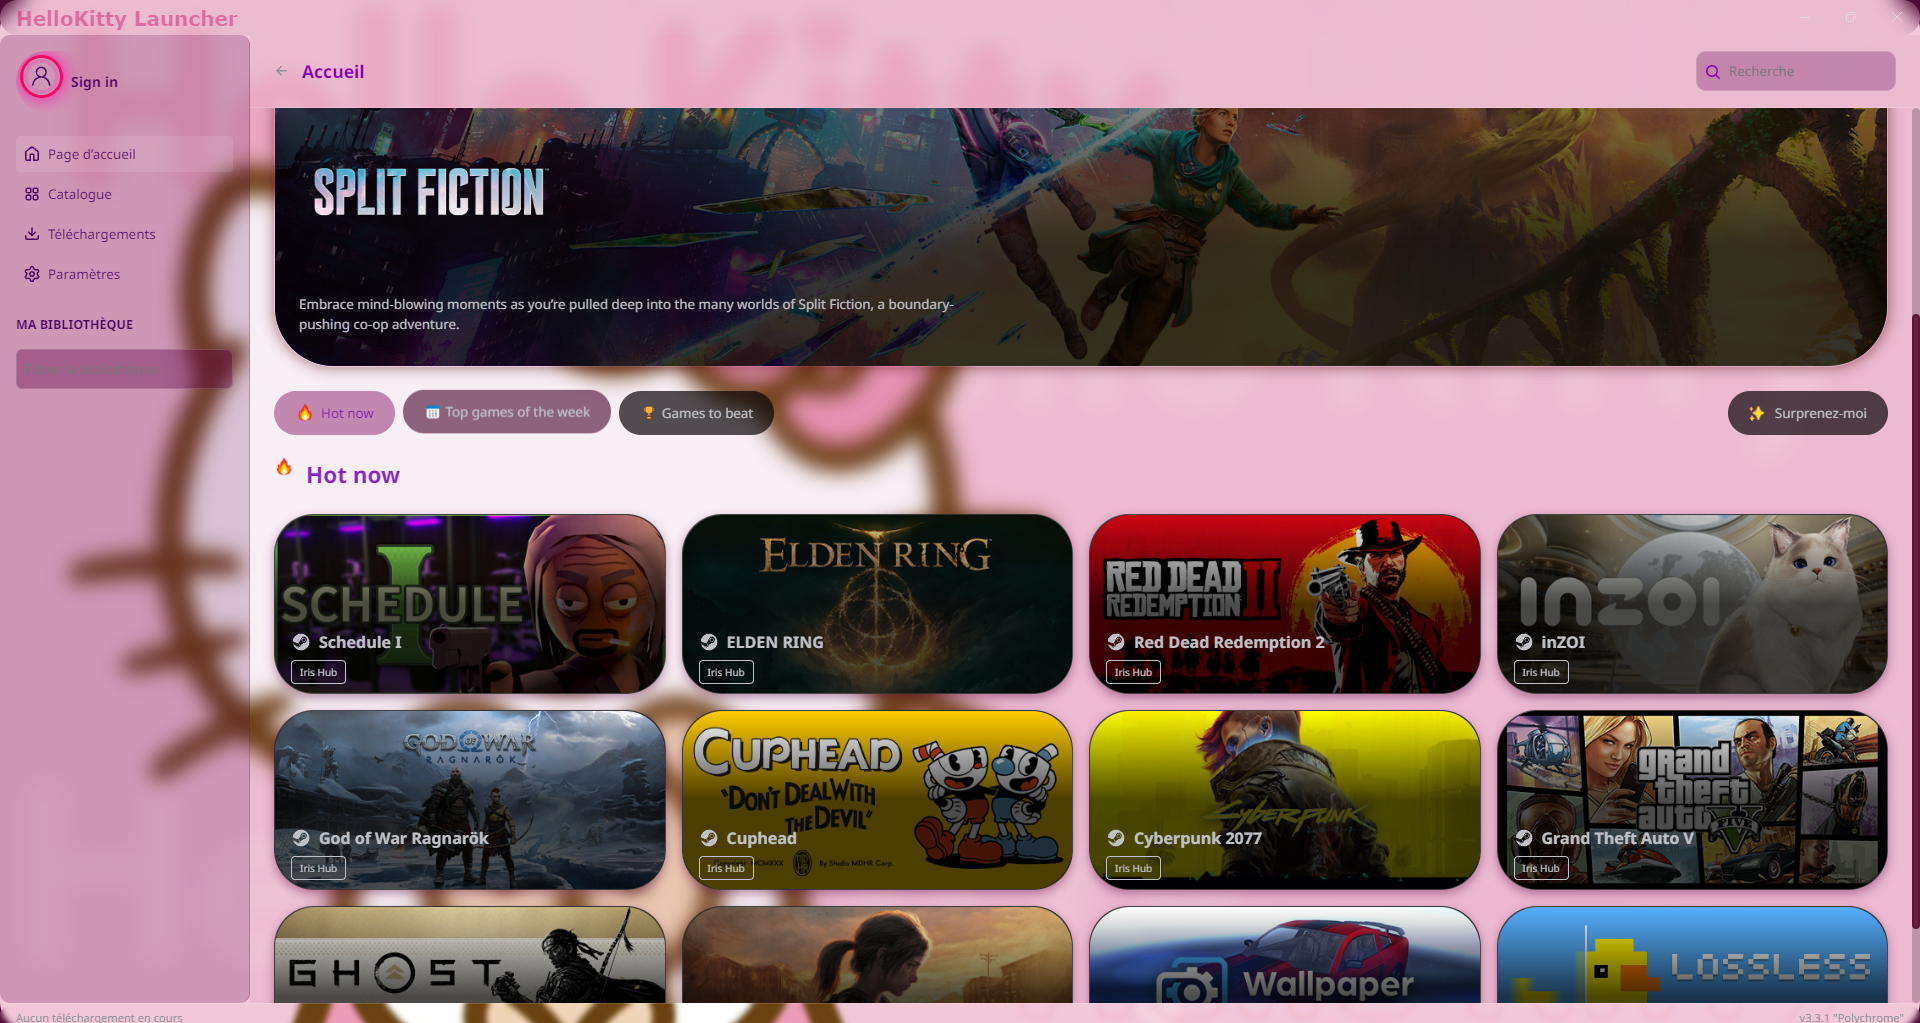 HelloKitty Launcher
Sign in
Page d'accueil
Catalogue
Téléchargements
Paramètres
MA BIBLIOTHÈQUE
Accueil
Recherche
SPLIT FICTION
Embrace mind-blowing moments as you're pulled deep into the many worlds of Split Fiction, a boundary-
pushing co-op adventure.
Hot now
Top games of the week
Games to beat
Surprenez-moi
Hot now
SCHEDULE I
Schedule I
Iris Hub
ELDEN RING
ELDEN RING
Iris Hub
RED DEAD
REDEMPTION II
Red Dead Redemption 2
Iris Hub
inZOI
inZOI
Iris Hub
GOD OF WAR
RAGNARÖK
God of War Ragnarök
Iris Hub
CUPHEAD
"DON'T DEAL WITH
THE DEVIL"
Cuphead
Copyright MCMXXX By Studio MDHR Corp.
Iris Hub
Cyberpunk
Cyberpunk 2077
Iris Hub
grand
theft
auto V
FIVE
Grand Theft Auto V
Iris Hub
GHOST
Wallpaper
LOSSLESS
Aucun téléchargement en cours
v3.3.1 "Polychrome"